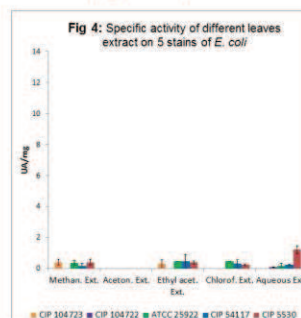 Fig 4: Specific activity of different leaves
extract on 5 stains of E. coli
14
12
10
8
6
4
2
0
UA/mg
Methan. Ext. Aceton. Ext. Ethyl acet. Chlorof. Ext. Aqueous Ext.
Ext.
CIP 104723 CIP 104722 ATCC 25922 CIP 54117 CIP 5530